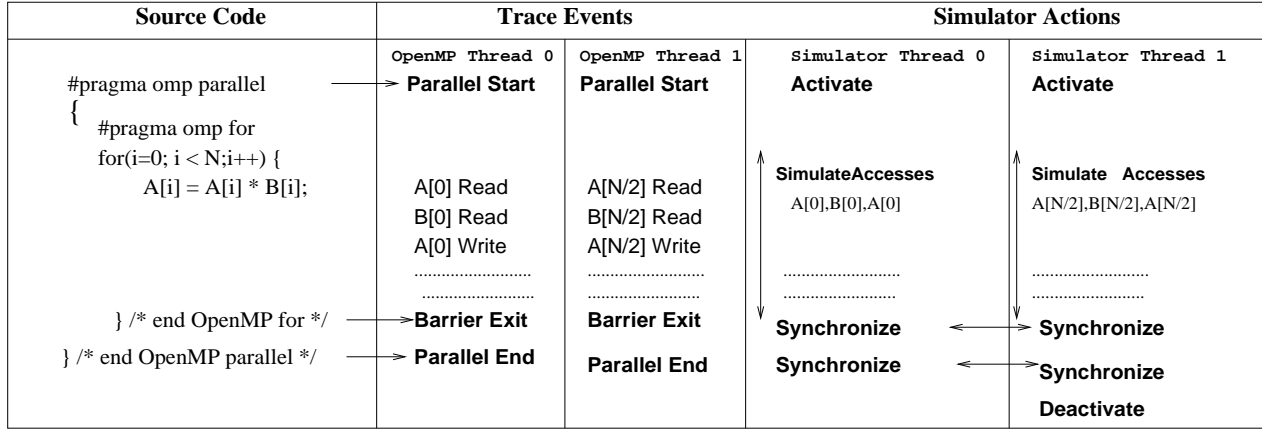 Source Code Trace Events Simulator Actions
OpenMP Thread 0 OpenMP Thread 1 Simulator Thread 0 Simulator Thread 1
#pragma omp parallel Parallel Start Parallel Start Activate Activate
{
#pragma omp for
for(i=0; i < N;i++) {
SimulateAccesses Simulate Accesses
A[i] = A[i] * B[i]; A[0] Read A[N/2] Read
A[0],B[0],A[0] A[N/2],B[N/2],A[N/2]
B[0] Read B[N/2] Read
A[0] Write A[N/2] Write
.......................... .......................... .......................... ..........................
......................... .......................... ......................... .........................
} /* end OpenMP for */ Barrier Exit Barrier Exit Synchronize Synchronize
} /* end OpenMP parallel */ Parallel End Parallel End Synchronize Synchronize
Deactivate